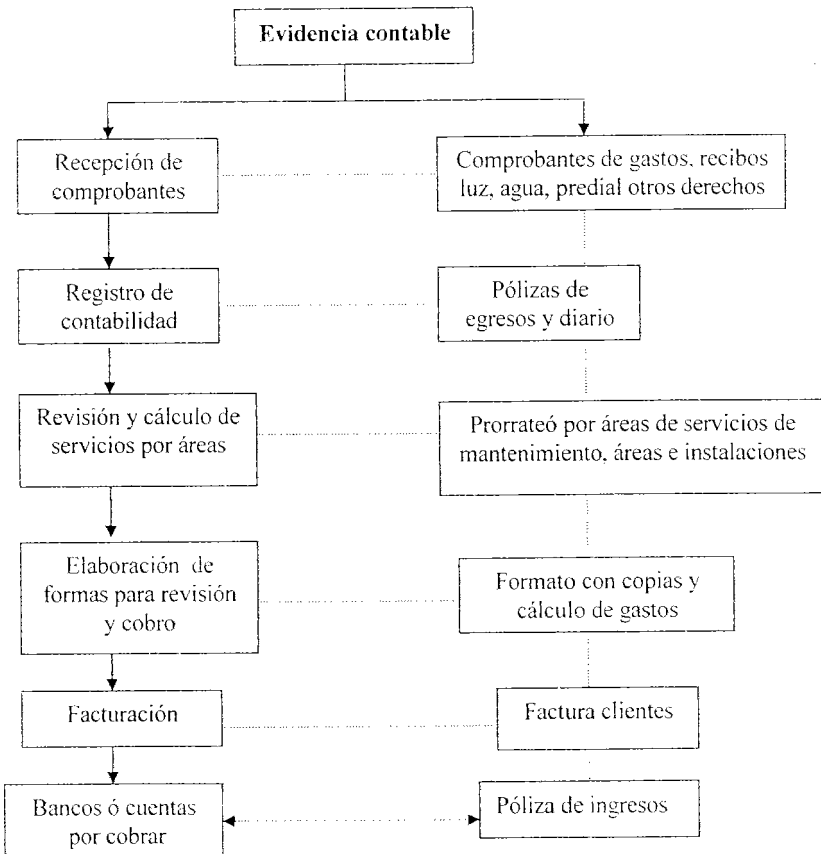 Evidencia contable
Recepción de
comprobantes
Comprobantes de gastos, recibos
luz, agua, predial otros derechos
Registro de
contabilidad
Pólizas de
egresos y diario
Revisión y cálculo de
servicios por áreas
Prorrateó por áreas de servicios de
mantenimiento, áreas e instalaciones
Elaboración de
formas para revisión
y cobro
Formato con copias y
cálculo de gastos
Facturación
Factura clientes
Bancos ó cuentas
por cobrar
Póliza de ingresos